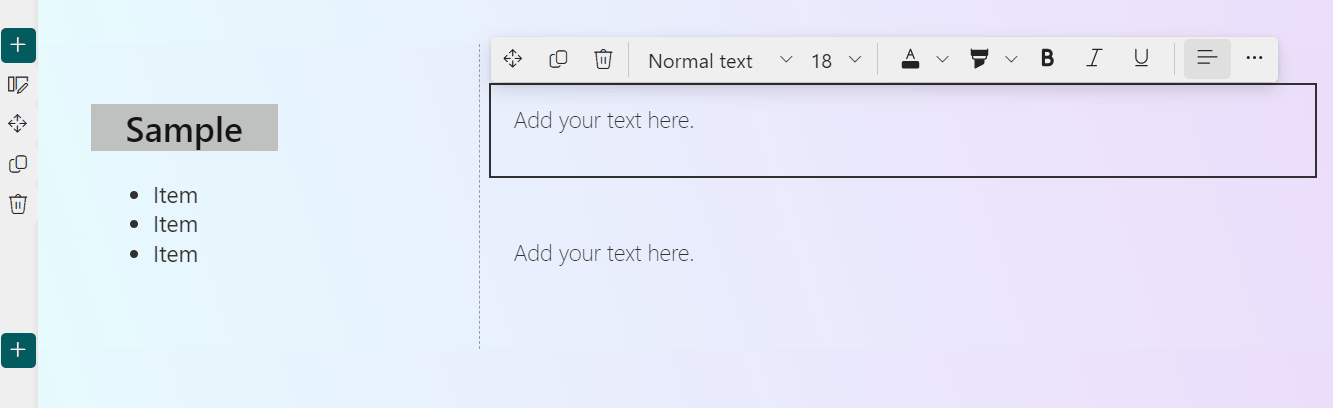 Normal text
18
A
B
I
U
Sample
Item
Item
Item
Add your text here.
Add your text here.